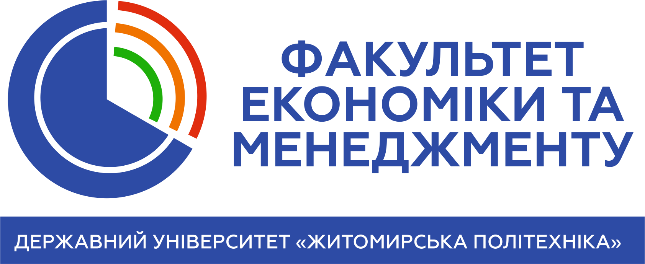 ФАКУЛЬТЕТ
ЕКОНОМІКИ ТА
МЕНЕДЖМЕНТУ
ДЕРЖАВНИЙ УНІВЕРСИТЕТ «ЖИТОМИРСЬКА ПОЛІТЕХНІКА»